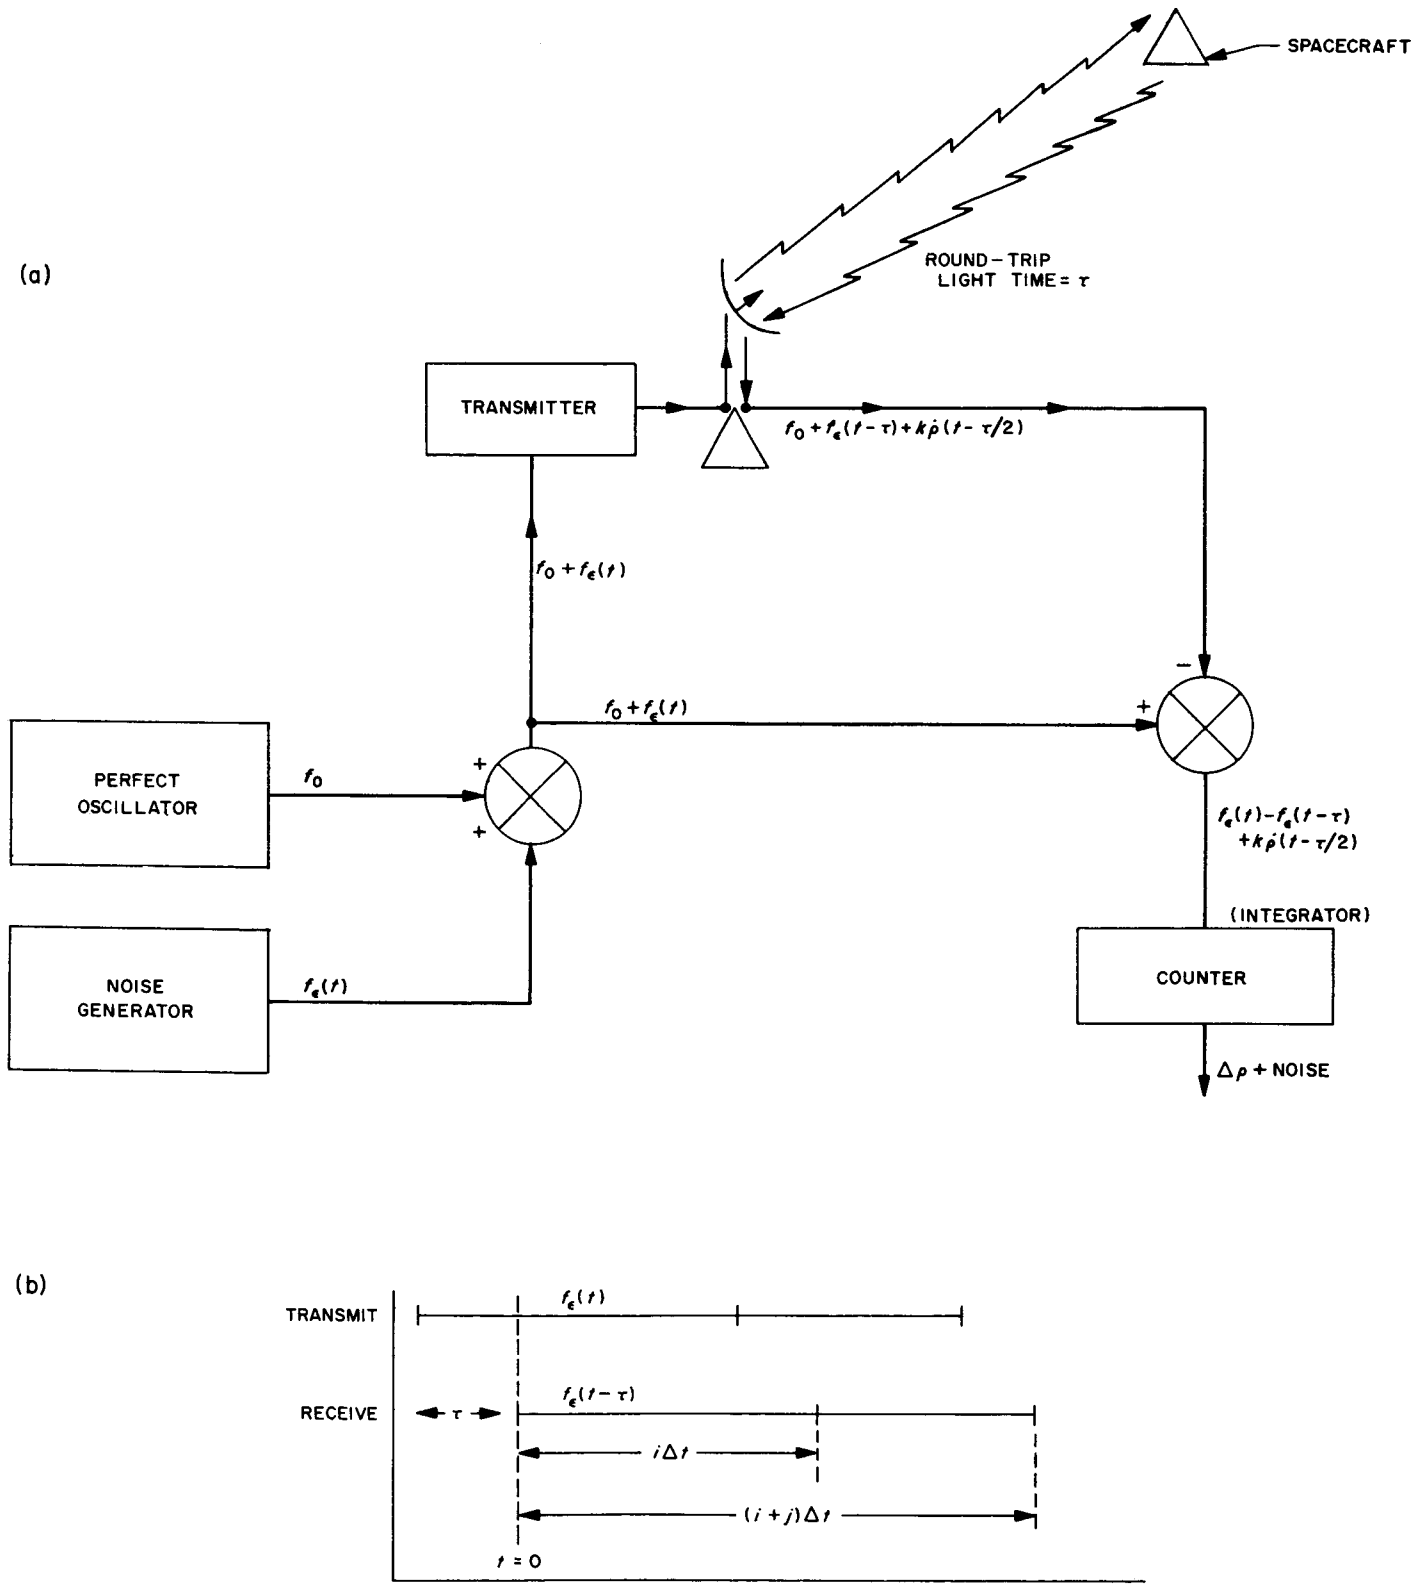 SPACECRAFT
(a)
ROUND-TRIP
LIGHT TIME = τ
TRANSMITTER
f₀ + fϵ(t-τ) + kρ̇(t-τ/2)
f₀ + fϵ(t)
f₀ + fϵ(t)
+
−
PERFECT
OSCILLATOR
f₀
+
+
fϵ(t) − fϵ(t−τ)
+kρ̇(t−τ/2)
NOISE
GENERATOR
fϵ(t)
(INTEGRATOR)
COUNTER
Δρ + NOISE
(b)
TRANSMIT
fϵ(t)
RECEIVE
τ
fϵ(t−τ)
iΔt
(i+j)Δt
t = 0